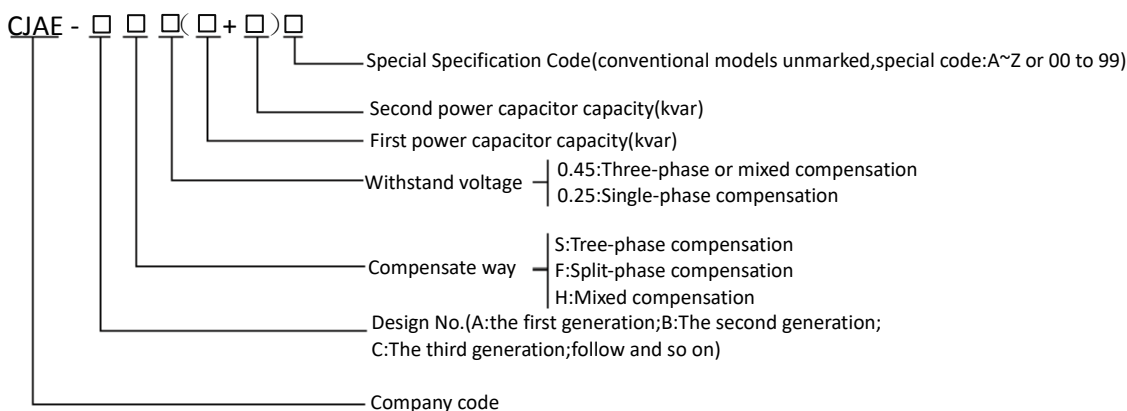 CJAE - □ □ □(□+□)□
Special Specification Code(conventional models unmarked,special code:A~Z or 00 to 99)
Second power capacitor capacity(kvar)
First power capacitor capacity(kvar)
Withstand voltage
0.45:Three-phase or mixed compensation
0.25:Single-phase compensation
Compensate way
S:Tree-phase compensation
F:Split-phase compensation
H:Mixed compensation
Design No.(A:the first generation;B:The second generation;
C:The third generation;follow and so on)
Company code